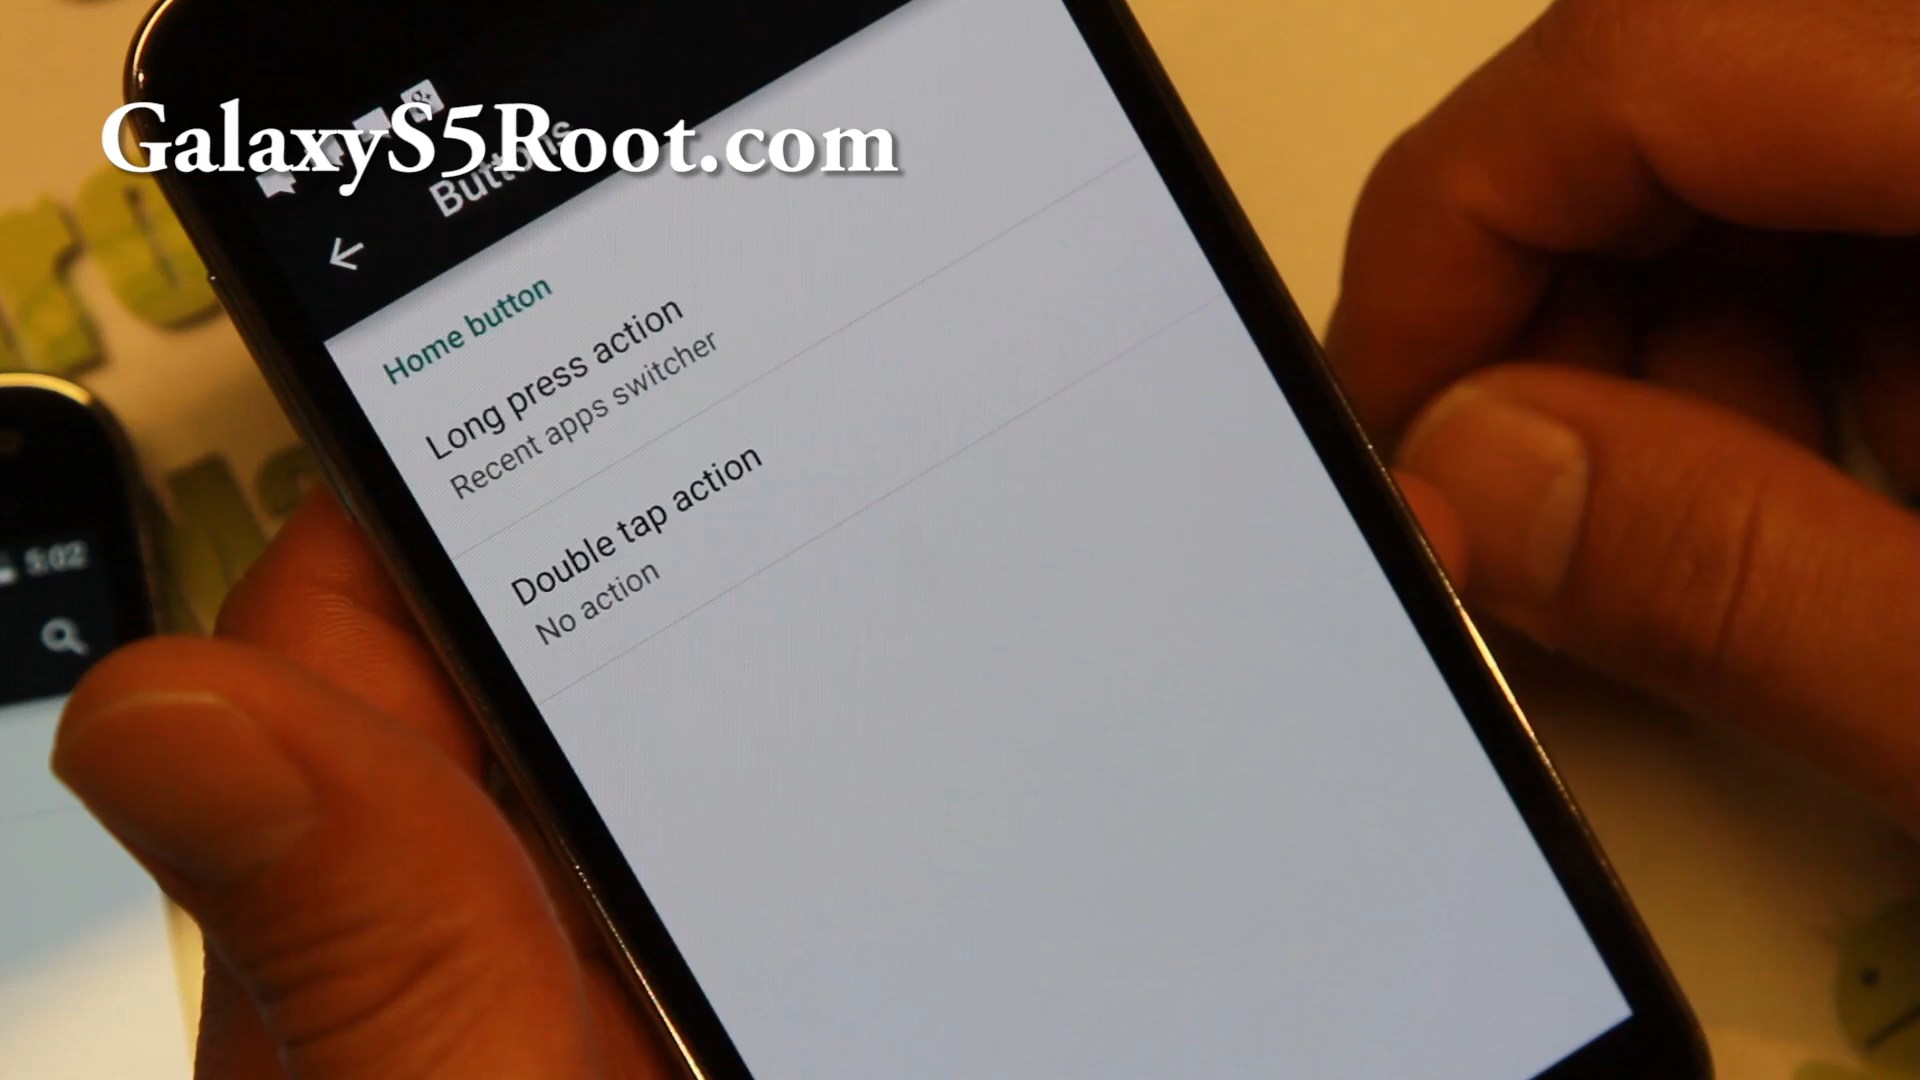 GalaxyS5Root.com
Buttons
Home button
Long press action
Recent apps switcher
Double tap action
No action
5:02